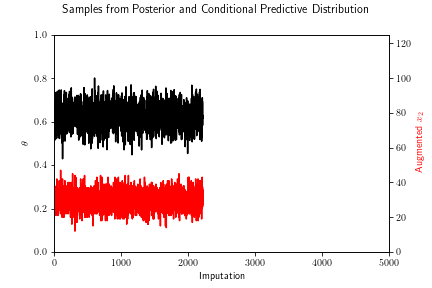 Samples from Posterior and Conditional Predictive Distribution
1.0
0.8
0.6
0.4
0.2
0.0
θ
120
100
80
60
40
20
0
Augmented x₂
0 1000 2000 3000 4000 5000
Imputation